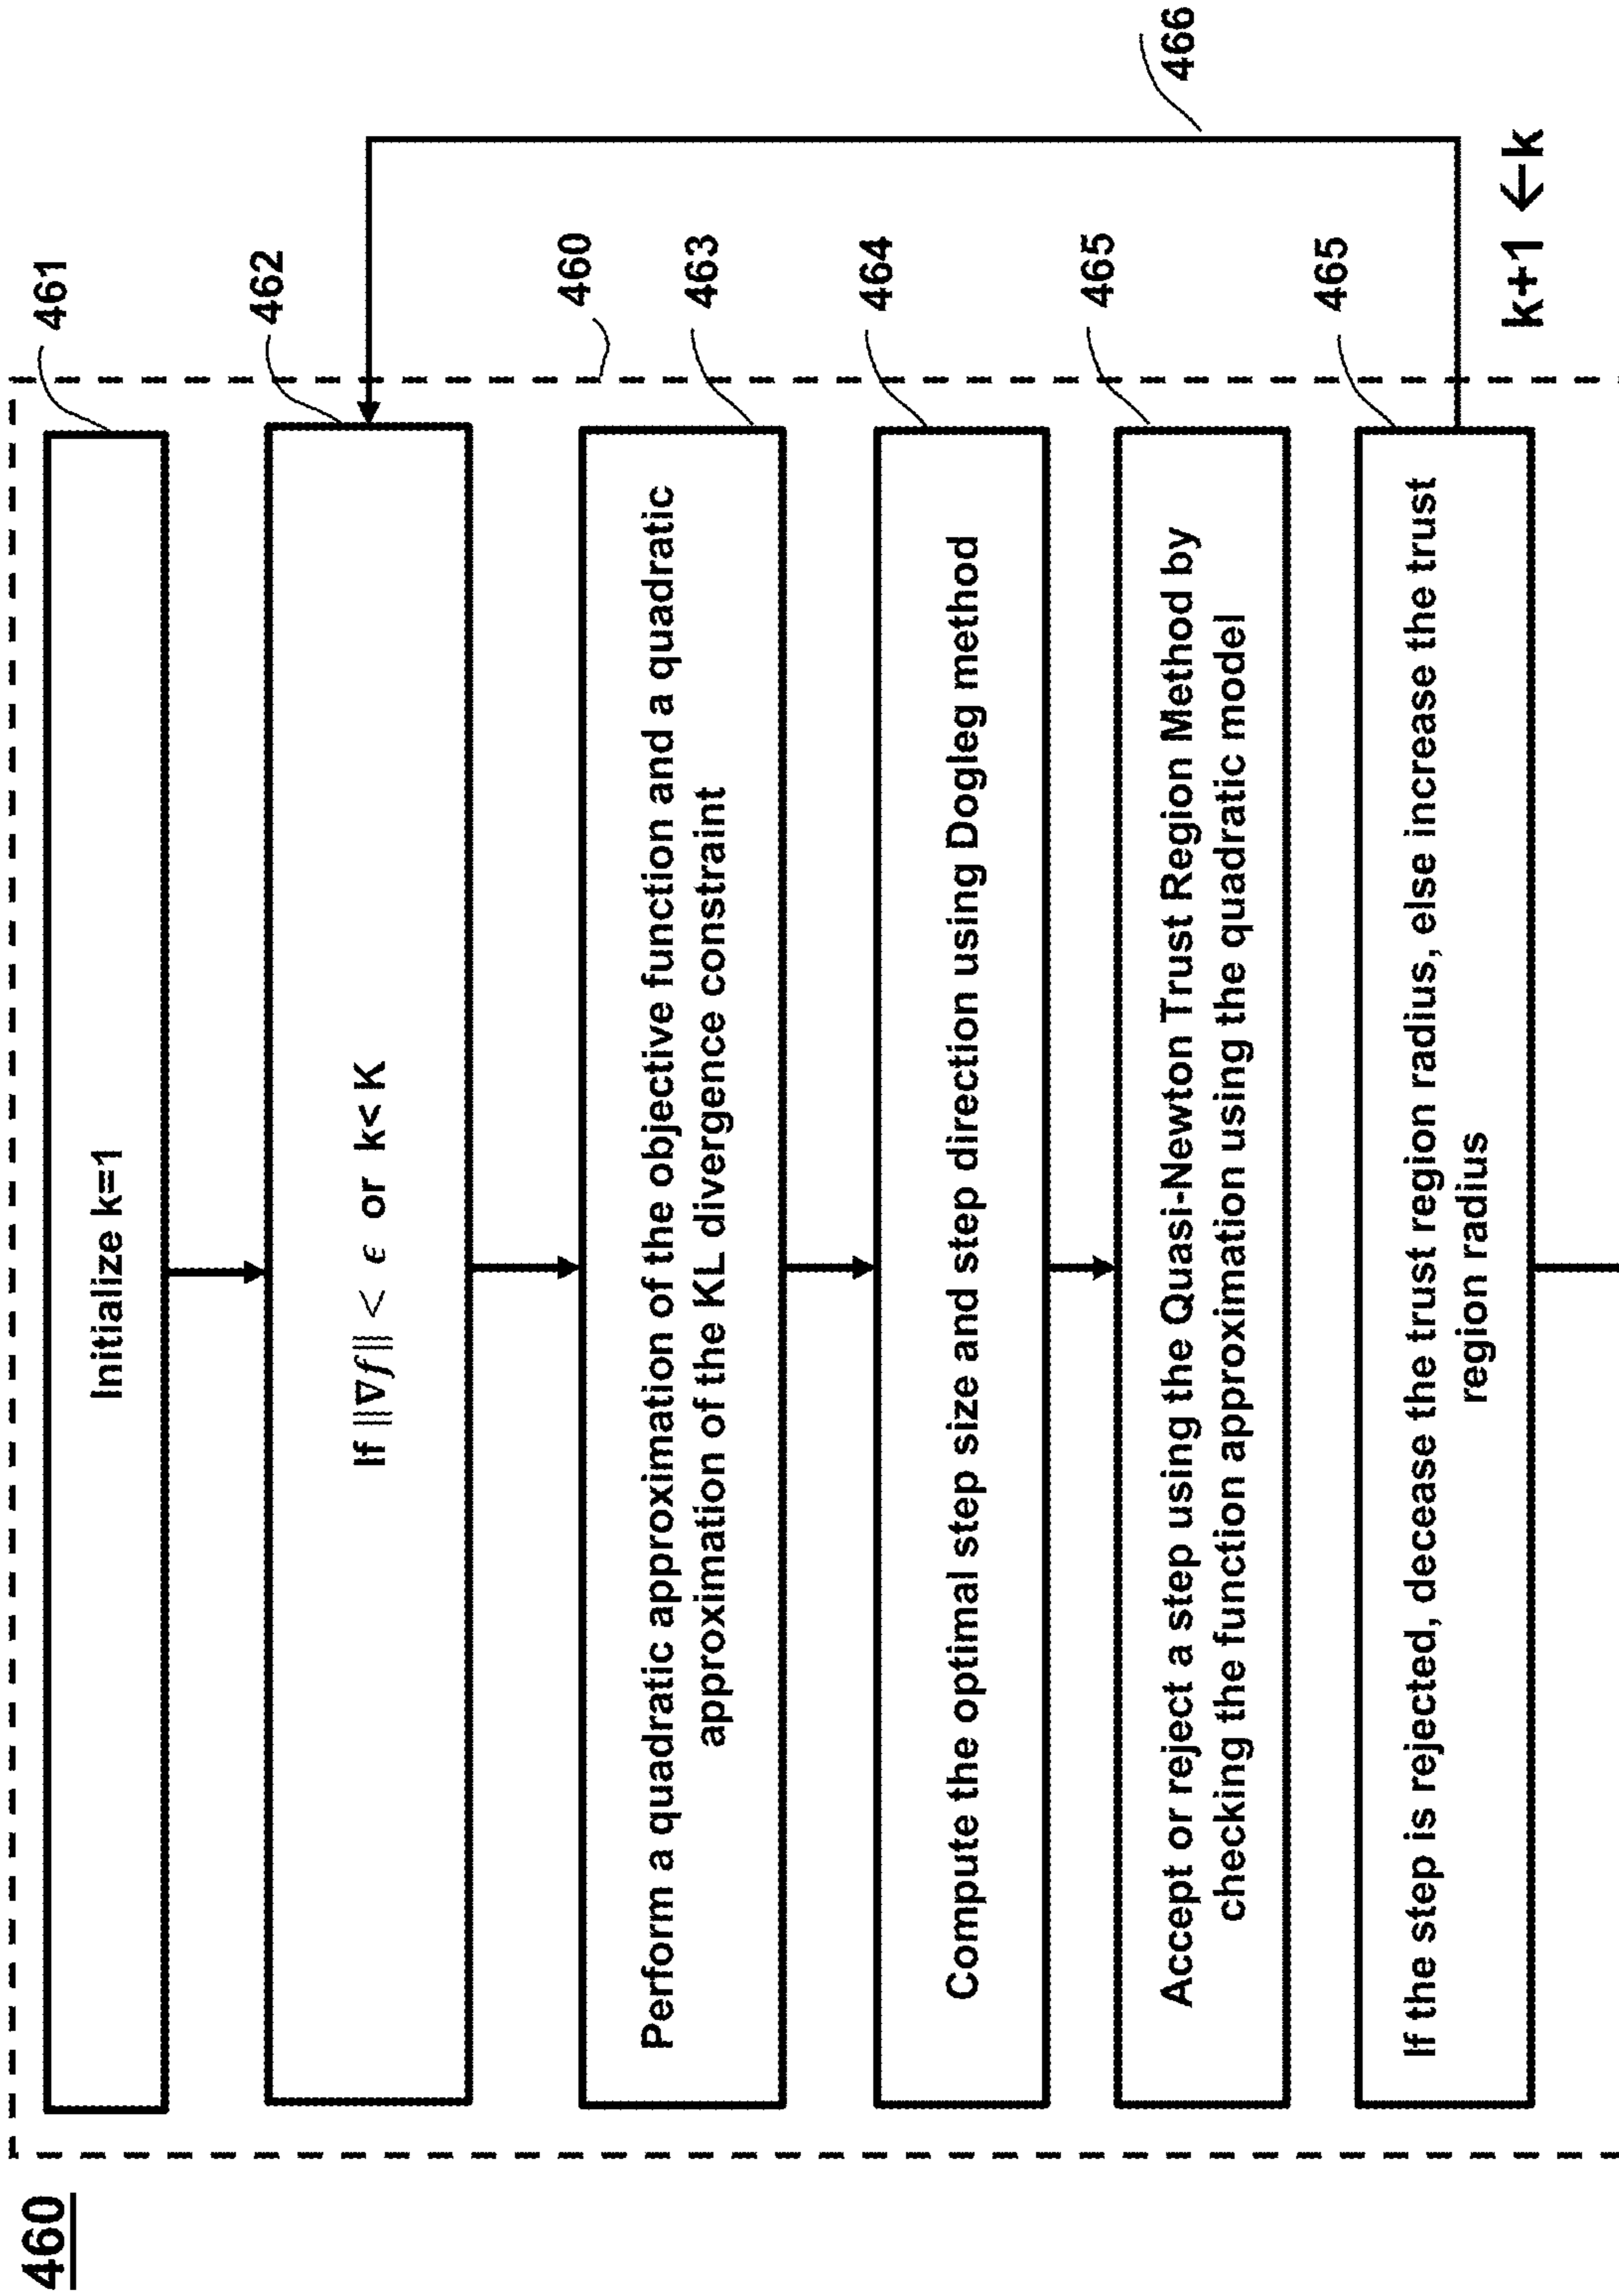 460
461
Initialize k=1
462
If ‖∇f‖ < ϵ or k<K
460
463
Perform a quadratic approximation of the objective function and a quadratic
approximation of the KL divergence constraint
464
Compute the optimal step size and step direction using Dogleg method
465
Accept or reject a step using the Quasi-Newton Trust Region Method by
checking the function approximation using the quadratic model
465
If the step is rejected, decease the trust region radius, else increase the trust
region radius
466
k+1 ←k